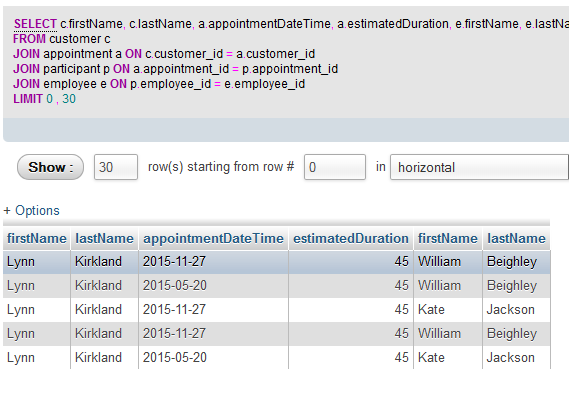 SELECT c.firstName, c.lastName, a.appointmentDateTime, a.estimatedDuration, e.firstName, e.lastNa
FROM customer c
JOIN appointment a ON c.customer_id = a.customer_id
JOIN participant p ON a.appointment_id = p.appointment_id
JOIN employee e ON p.employee_id = e.employee_id
LIMIT 0 , 30
Show : 30 row(s) starting from row # 0 in horizontal
+ Options
firstName lastName appointmentDateTime estimatedDuration firstName lastName
Lynn Kirkland 2015-11-27 45 William Beighley
Lynn Kirkland 2015-05-20 45 William Beighley
Lynn Kirkland 2015-11-27 45 Kate Jackson
Lynn Kirkland 2015-11-27 45 William Beighley
Lynn Kirkland 2015-05-20 45 Kate Jackson